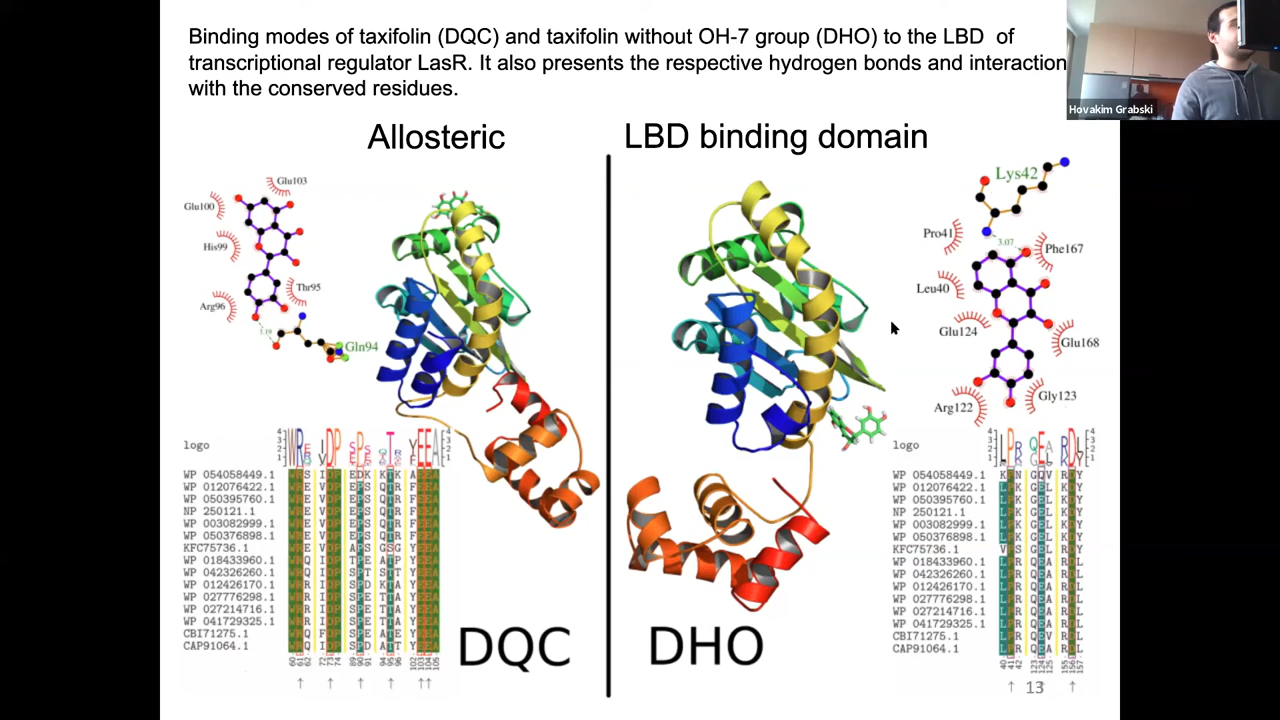 Binding modes of taxifolin (DQC) and taxifolin without OH-7 group (DHO) to the LBD of
transcriptional regulator LasR. It also presents the respective hydrogen bonds and interaction
with the conserved residues.
Hovakim Grabski
Allosteric
LBD binding domain
Glu103
Glu100
His99
Thr95
Arg96
3.19
Gln94
Lys42
Pro41
3.07
Phe167
Leu40
Glu124
Glu168
Arg122
Gly123
logo
WP 054058449.1
WP 012076422.1
WP 050395760.1
NP 250121.1
WP 003082999.1
WP 050376898.1
KFC75736.1
WP 018433960.1
WP 042326260.1
WP 012426170.1
WP 027776298.1
WP 027214716.1
WP 041729325.1
CBI71275.1
CAP91064.1
DQC
DHO
logo
WP 054058449.1
WP 012076422.1
WP 050395760.1
NP 250121.1
WP 003082999.1
WP 050376898.1
KFC75736.1
WP 018433960.1
WP 042326260.1
WP 012426170.1
WP 027776298.1
WP 027214716.1
WP 041729325.1
CBI71275.1
CAP91064.1
13